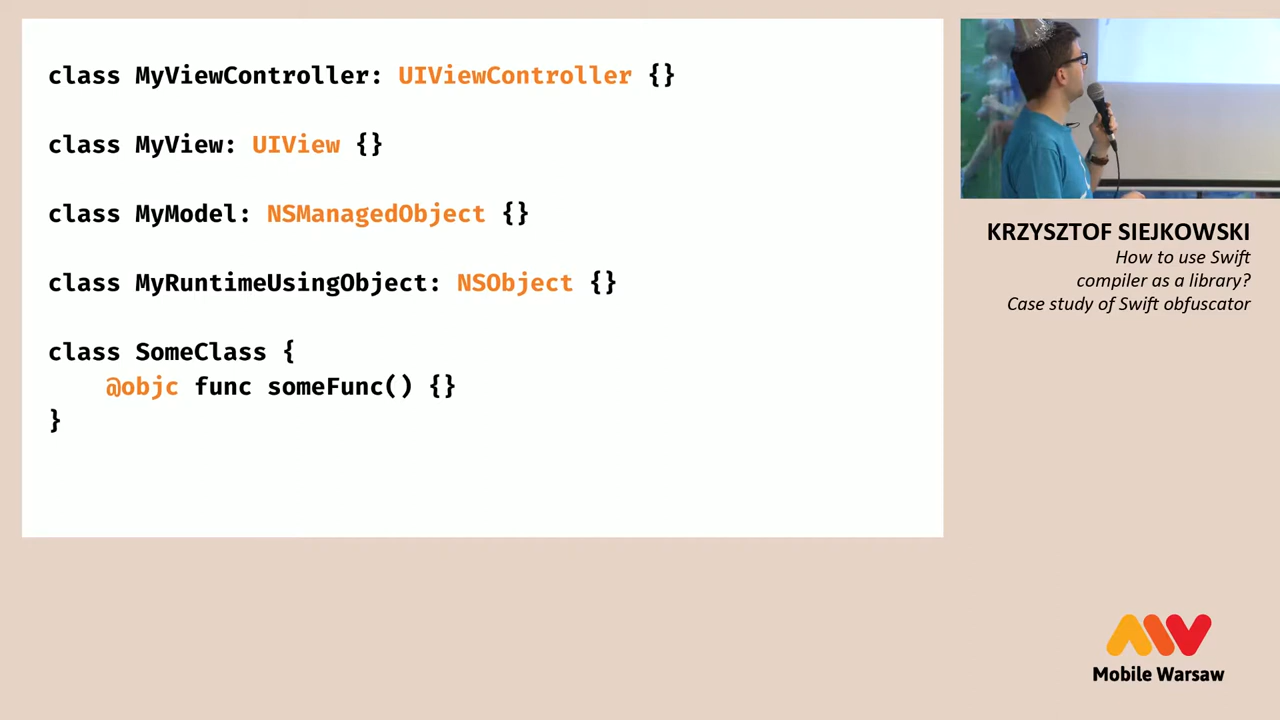 class MyViewController: UIViewController {}
class MyView: UIView {}
class MyModel: NSManagedObject {}
class MyRuntimeUsingObject: NSObject {}
class SomeClass {
@objc func someFunc() {}
}
KRZYSZTOF SIEJKOWSKI
How to use Swift
compiler as a library?
Case study of Swift obfuscator
Mobile Warsaw